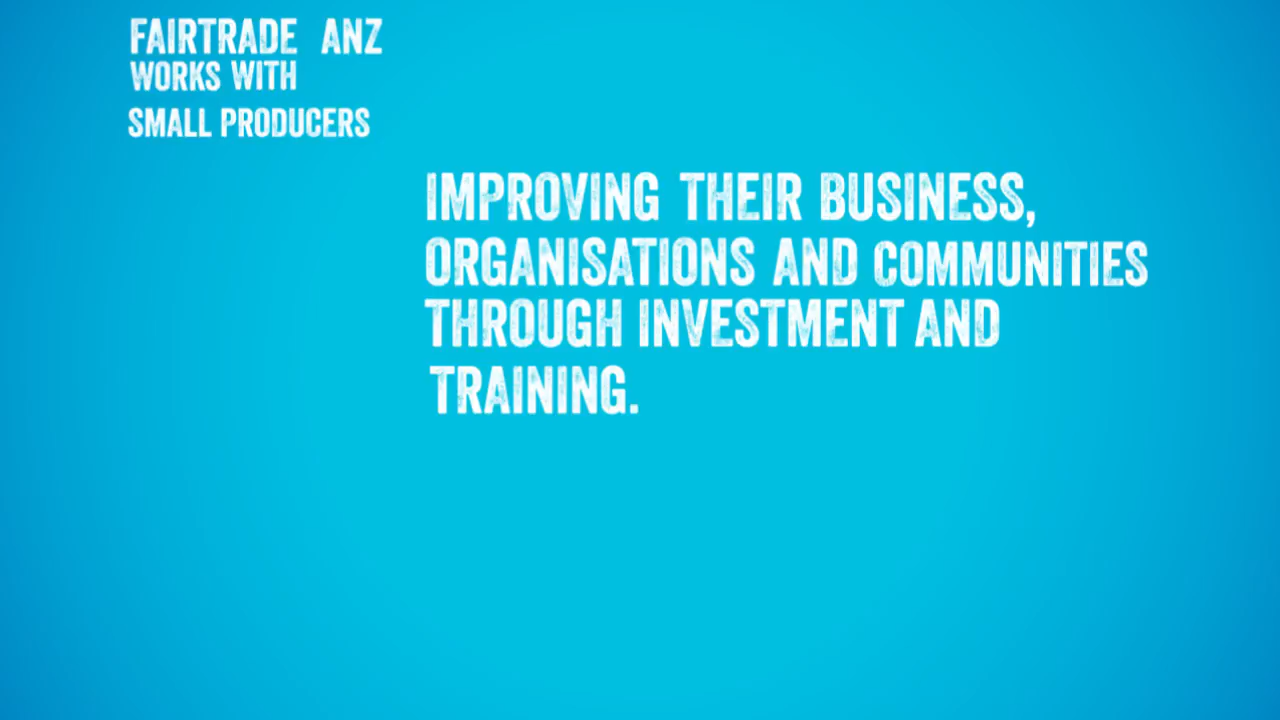 FAIRTRADE ANZ
WORKS WITH
SMALL PRODUCERS
IMPROVING THEIR BUSINESS,
ORGANISATIONS AND COMMUNITIES
THROUGH INVESTMENT AND
TRAINING.